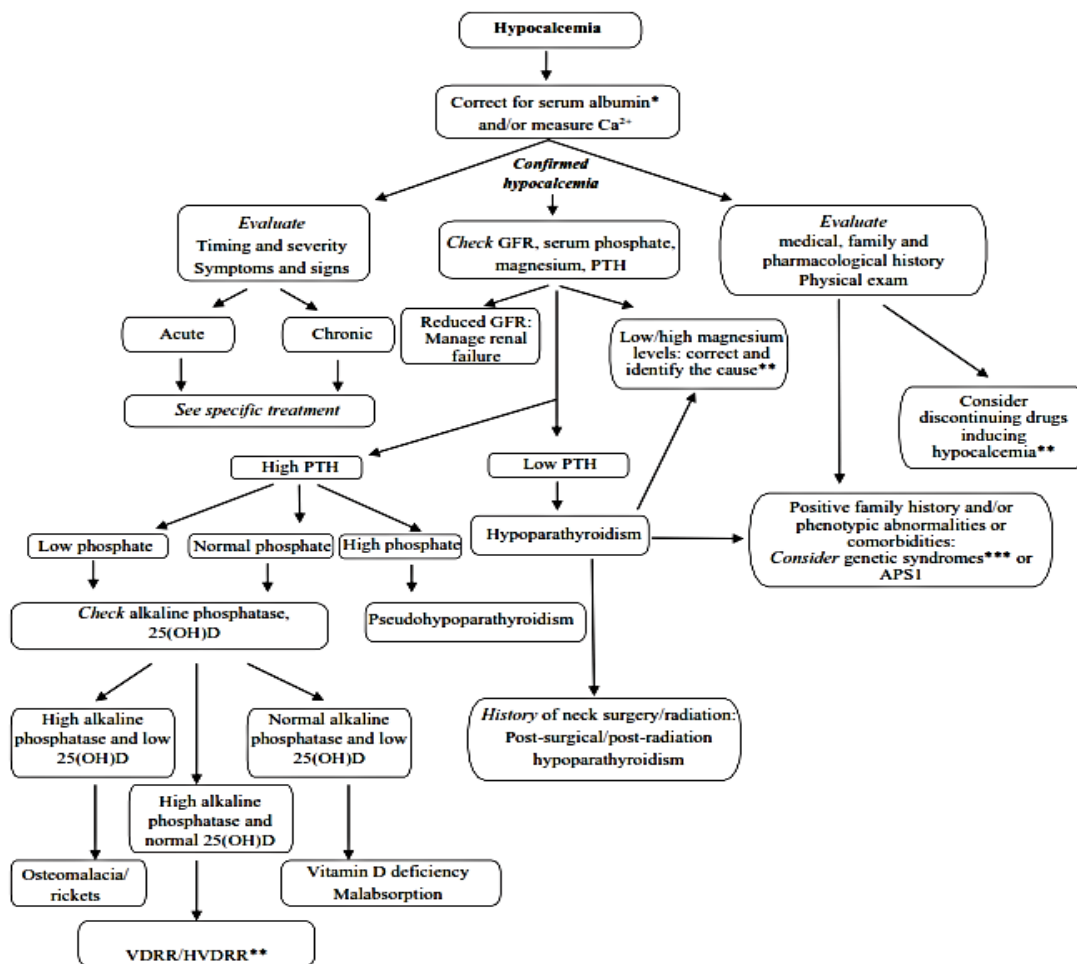 Hypocalcemia
Correct for serum albumin*
and/or measure Ca²⁺
Confirmed
hypocalcemia
Evaluate
Timing and severity
Symptoms and signs
Check GFR, serum phosphate,
magnesium, PTH
Evaluate
medical, family and
pharmacological history
Physical exam
Acute
Chronic
Reduced GFR:
Manage renal
failure
Low/high magnesium
levels: correct and
identify the cause**
See specific treatment
Consider
discontinuing drugs
inducing
hypocalcemia**
High PTH
Low PTH
Positive family history and/or
phenotypic abnormalities or
comorbidities:
Consider genetic syndromes*** or
APS1
Low phosphate
Normal phosphate
High phosphate
Hypoparathyroidism
Check alkaline phosphatase,
25(OH)D
Pseudohypoparathyroidism
High alkaline
phosphatase and low
25(OH)D
Normal alkaline
phosphatase and low
25(OH)D
History of neck surgery/radiation:
Post-surgical/post-radiation
hypoparathyroidism
High alkaline
phosphatase and
normal 25(OH)D
Osteomalacia/
rickets
Vitamin D deficiency
Malabsorption
VDRR/HVDRR**